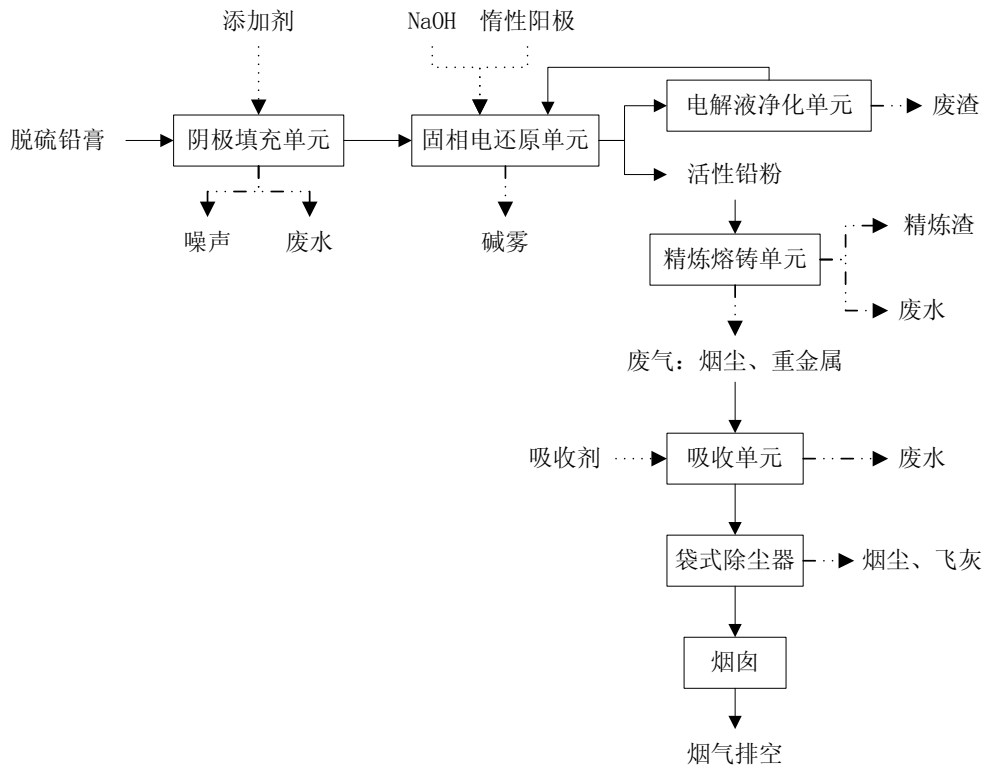 添加剂
NaOH 惰性阳极
脱硫铅膏
阴极填充单元
固相电还原单元
电解液净化单元
废渣
活性铅粉
噪声
废水
碱雾
精炼熔铸单元
精炼渣
废水
废气：烟尘、重金属
吸收剂
吸收单元
废水
袋式除尘器
烟尘、飞灰
烟囱
烟气排空